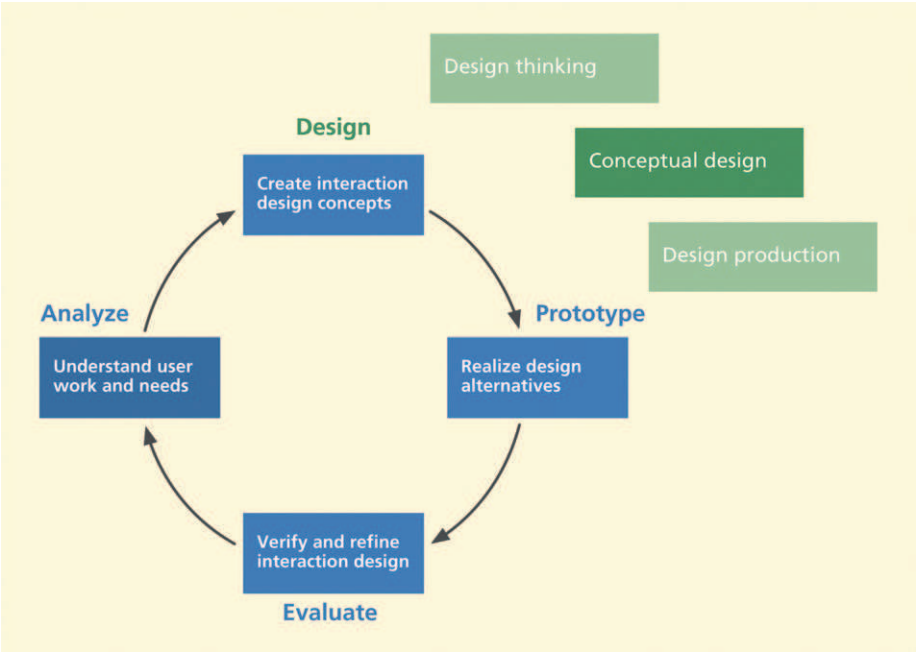 Design thinking
Design
Conceptual design
Create interaction
design concepts
Design production
Analyze
Prototype
Understand user
work and needs
Realize design
alternatives
Verify and refine
interaction design
Evaluate